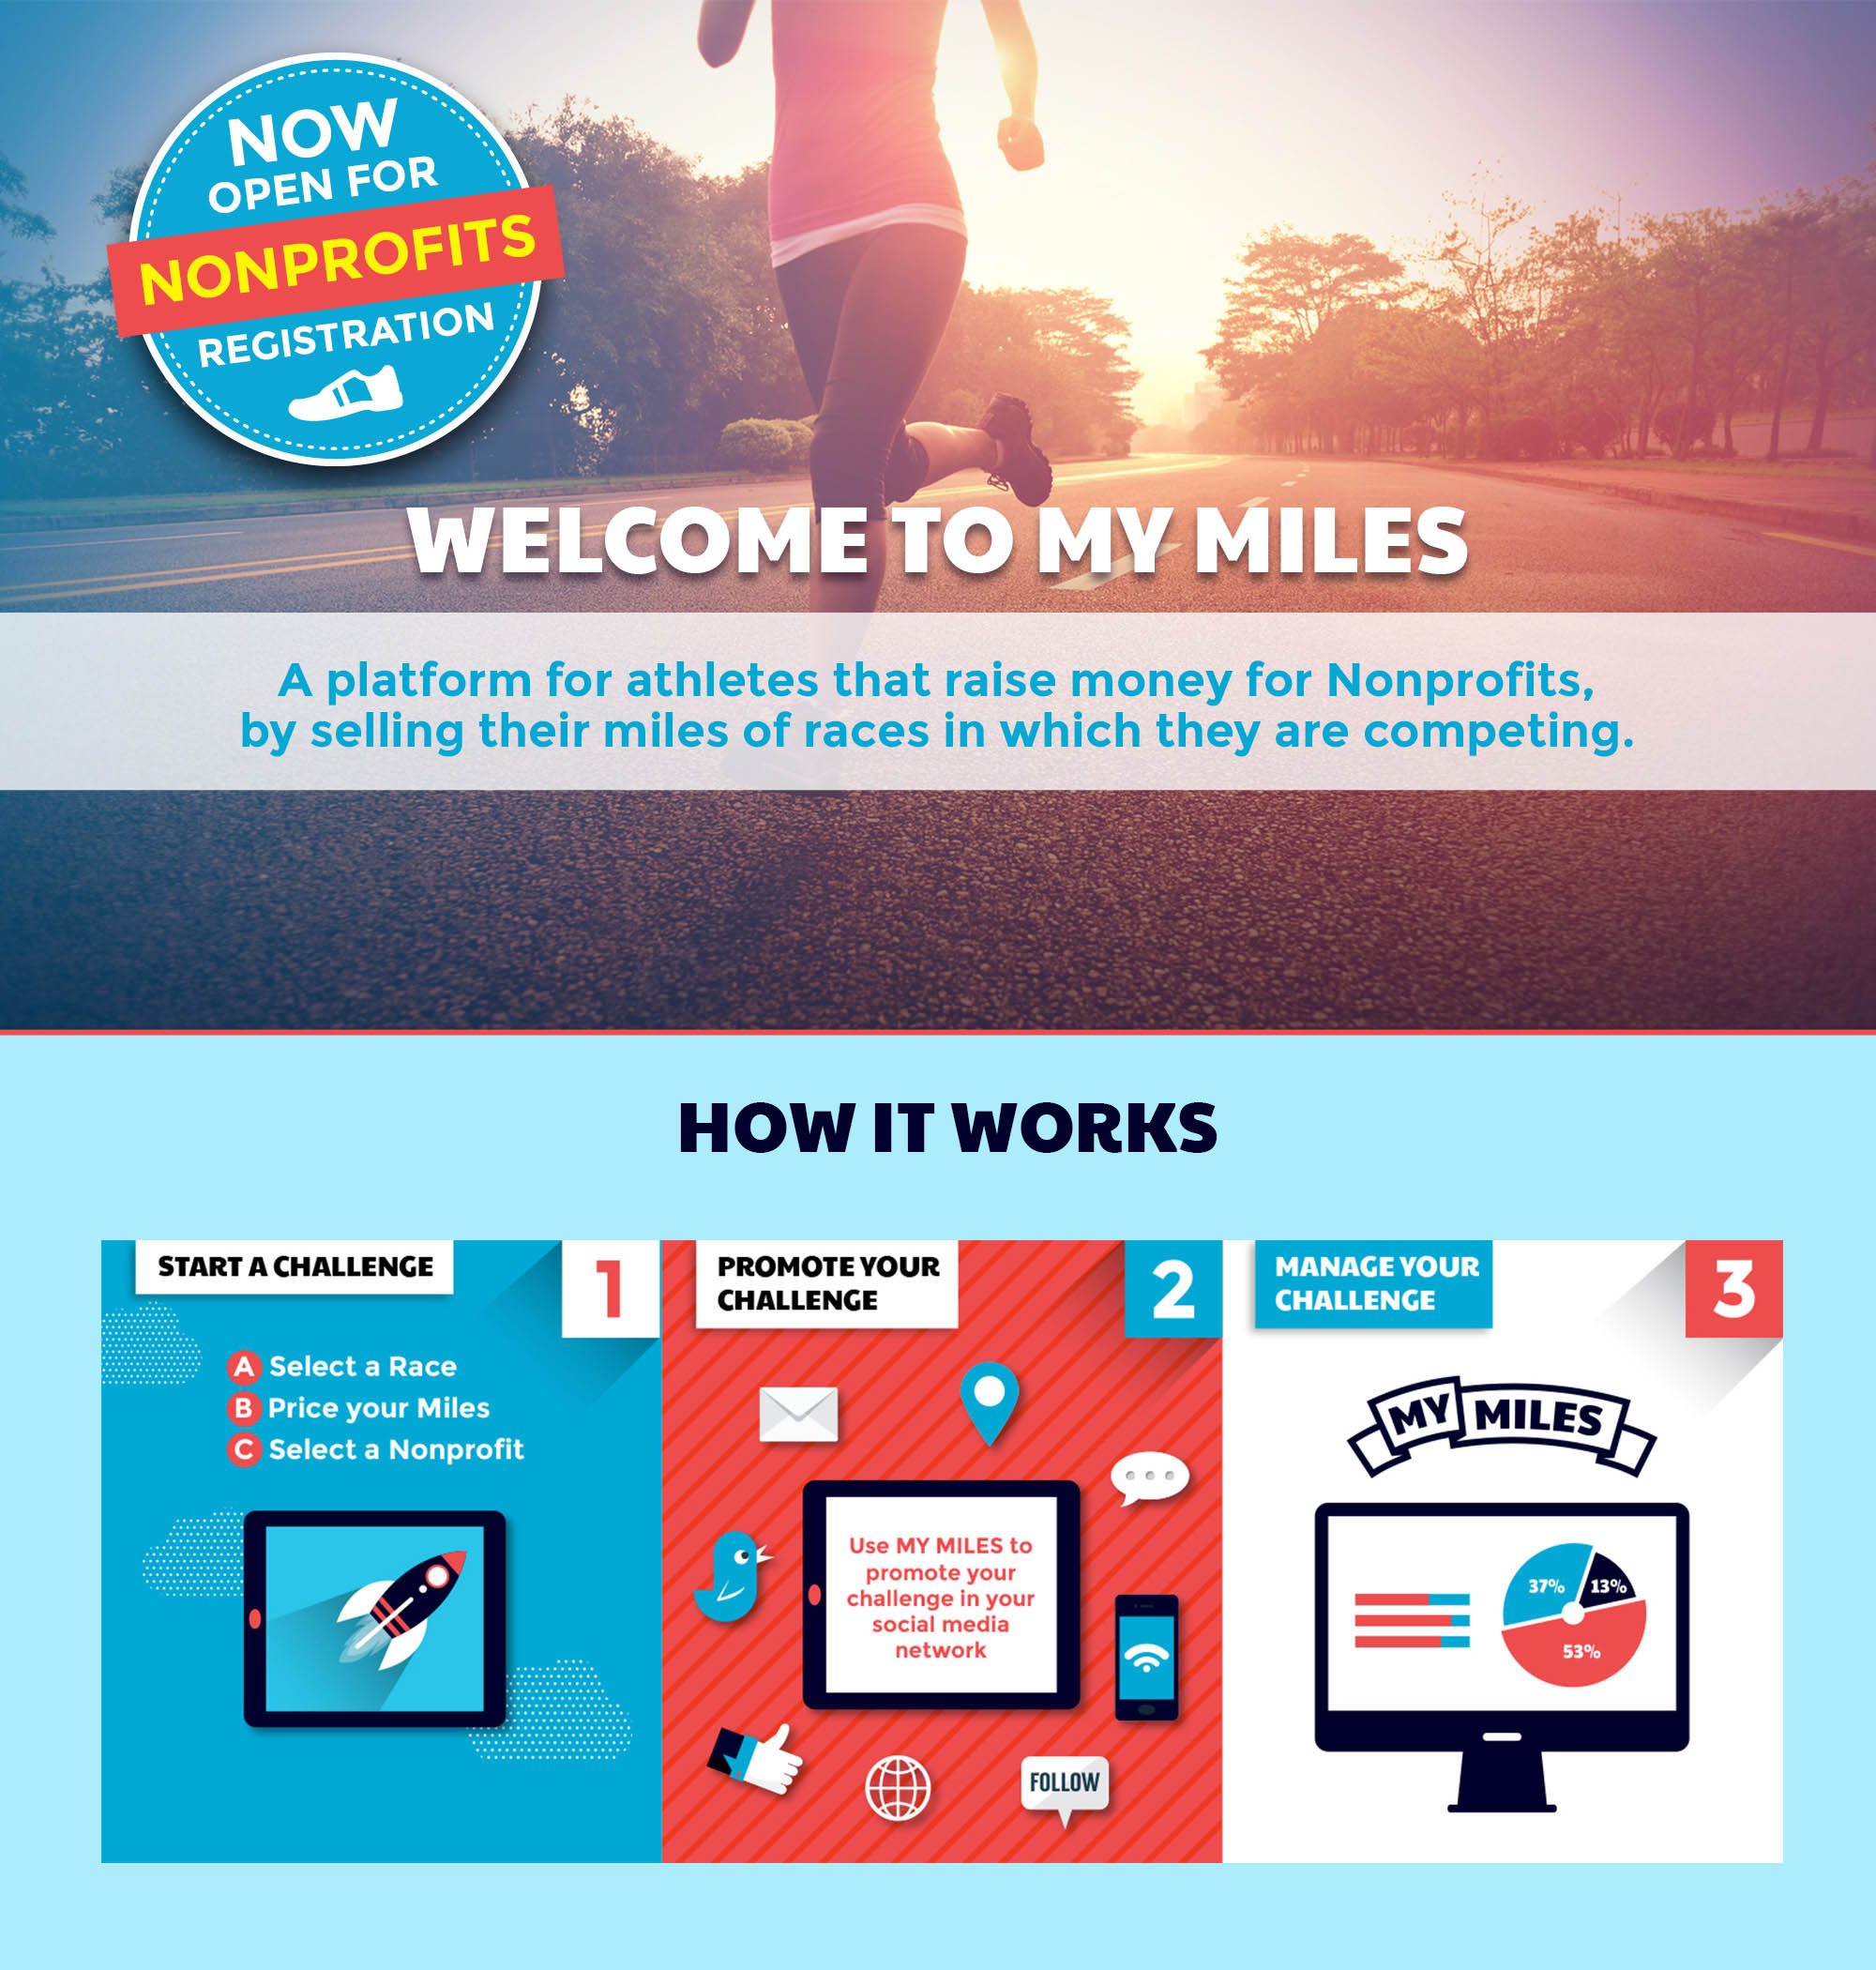 NOW
OPEN FOR
NONPROFITS
REGISTRATION
WELCOME TO MY MILES
A platform for athletes that raise money for Nonprofits,
by selling their miles of races in which they are competing.
HOW IT WORKS
START A CHALLENGE
1
A Select a Race
B Price your Miles
C Select a Nonprofit
PROMOTE YOUR
CHALLENGE
2
Use MY MILES to
promote your
challenge in your
social media
network
FOLLOW
MANAGE YOUR
CHALLENGE
3
MY MILES
37%
13%
53%